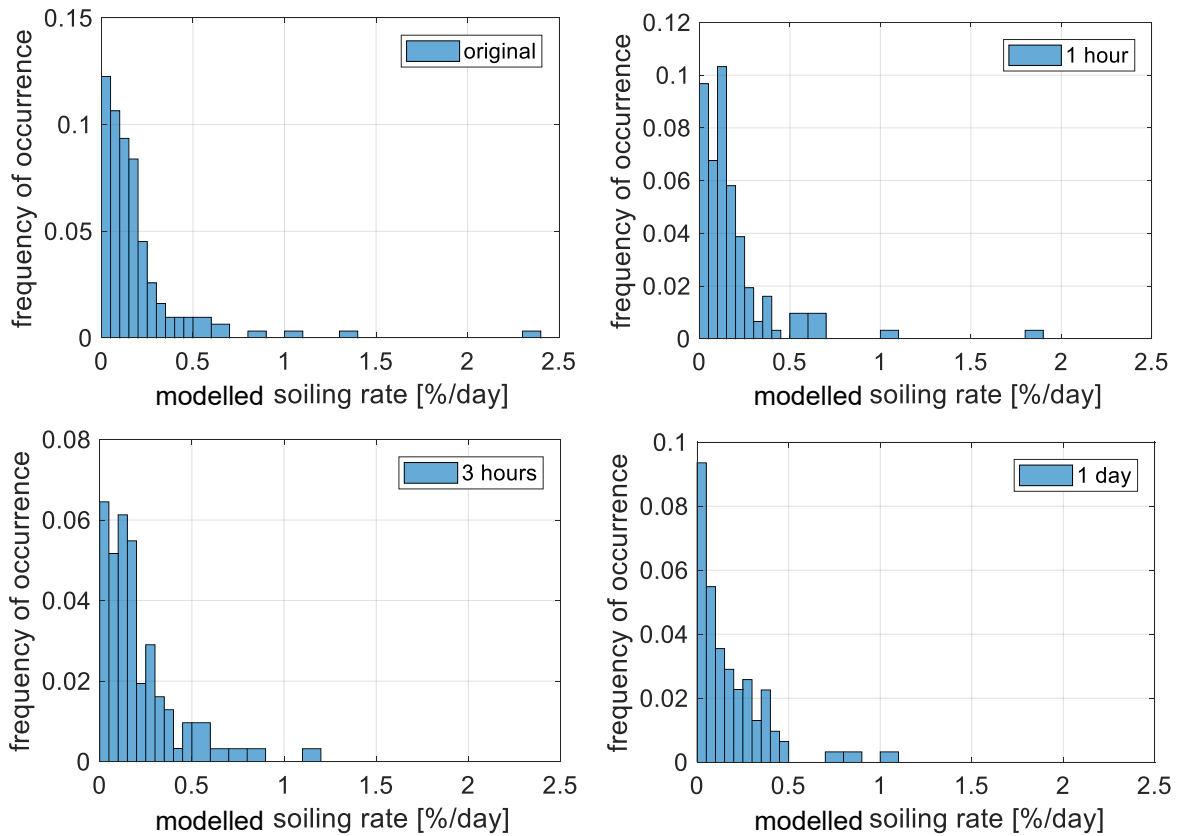 0.15
0.1
0.05
0
original
frequency of occurrence
0 0.5 1 1.5 2 2.5
modelled soiling rate [%/day]
0.12
0.1
0.08
0.06
0.04
0.02
0
1 hour
frequency of occurrence
0 0.5 1 1.5 2 2.5
modelled soiling rate [%/day]
0.08
0.06
0.04
0.02
0
3 hours
frequency of occurrence
0 0.5 1 1.5 2 2.5
modelled soiling rate [%/day]
0.1
0.08
0.06
0.04
0.02
0
1 day
frequency of occurrence
0 0.5 1 1.5 2 2.5
modelled soiling rate [%/day]